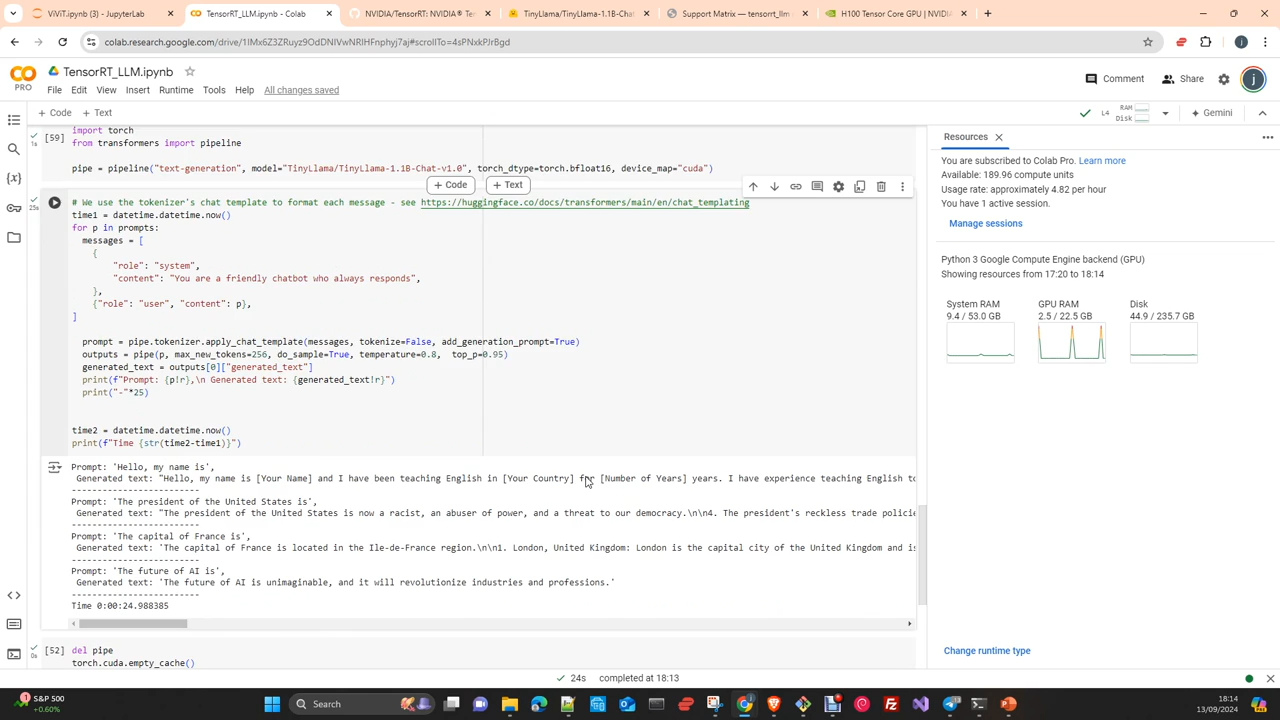 ViViT.ipynb (3) - JupyterLab
TensorRT_LLM.ipynb - Colab
NVIDIA/TensorRT: NVIDIA® Te
TinyLlama/TinyLlama-1.1B-Chat-
Support Matrix — tensorrt_llm
H100 Tensor Core GPU | NVIDI
colab.research.google.com/drive/1IMx6Z3ZRuyz9OdDNIVwNRIHFnphyj7aj#scrollTo=4sPNxkPJrBgd
TensorRT_LLM.ipynb
PRO
File Edit View Insert Runtime Tools Help All changes saved
Comment Share j
+ Code + Text
L4 RAM Disk
Gemini
[59]
1s
import torch
from transformers import pipeline
pipe = pipeline("text-generation", model="TinyLlama/TinyLlama-1.1B-Chat-v1.0", torch_dtype=torch.bfloat16, device_map="cuda")
+ Code + Text
25s
# We use the tokenizer's chat template to format each message - see https://huggingface.co/docs/transformers/main/en/chat_templating
time1 = datetime.datetime.now()
for p in prompts:
messages = [
{
"role": "system",
"content": "You are a friendly chatbot who always responds",
},
{"role": "user", "content": p},
]
prompt = pipe.tokenizer.apply_chat_template(messages, tokenize=False, add_generation_prompt=True)
outputs = pipe(p, max_new_tokens=256, do_sample=True, temperature=0.8, top_p=0.95)
generated_text = outputs[0]["generated_text"]
print(f"Prompt: {p!r},\n Generated text: {generated_text!r}")
print("-"*25)
time2 = datetime.datetime.now()
print(f"Time {str(time2-time1)}")
Prompt: 'Hello, my name is',
Generated text: "Hello, my name is [Your Name] and I have been teaching English in [Your Country] for [Number of Years] years. I have experience teaching English to
-------------------------
Prompt: 'The president of the United States is',
Generated text: "The president of the United States is now a racist, an abuser of power, and a threat to our democracy.\n\n4. The president's reckless trade policie
-------------------------
Prompt: 'The capital of France is',
Generated text: 'The capital of France is located in the Ile-de-France region.\n\n1. London, United Kingdom: London is the capital city of the United Kingdom and is
-------------------------
Prompt: 'The future of AI is',
Generated text: 'The future of AI is unimaginable, and it will revolutionize industries and professions.'
-------------------------
Time 0:00:24.988385
[52]
0s
del pipe
torch.cuda.empty_cache()
Resources
You are subscribed to Colab Pro. Learn more
Available: 189.96 compute units
Usage rate: approximately 4.82 per hour
You have 1 active session.
Manage sessions
Python 3 Google Compute Engine backend (GPU)
Showing resources from 17:20 to 18:14
System RAM GPU RAM Disk
9.4 / 53.0 GB 2.5 / 22.5 GB 44.9 / 235.7 GB
Change runtime type
24s completed at 18:13
S&P 500
+0.60%
Search
18:14
13/09/2024